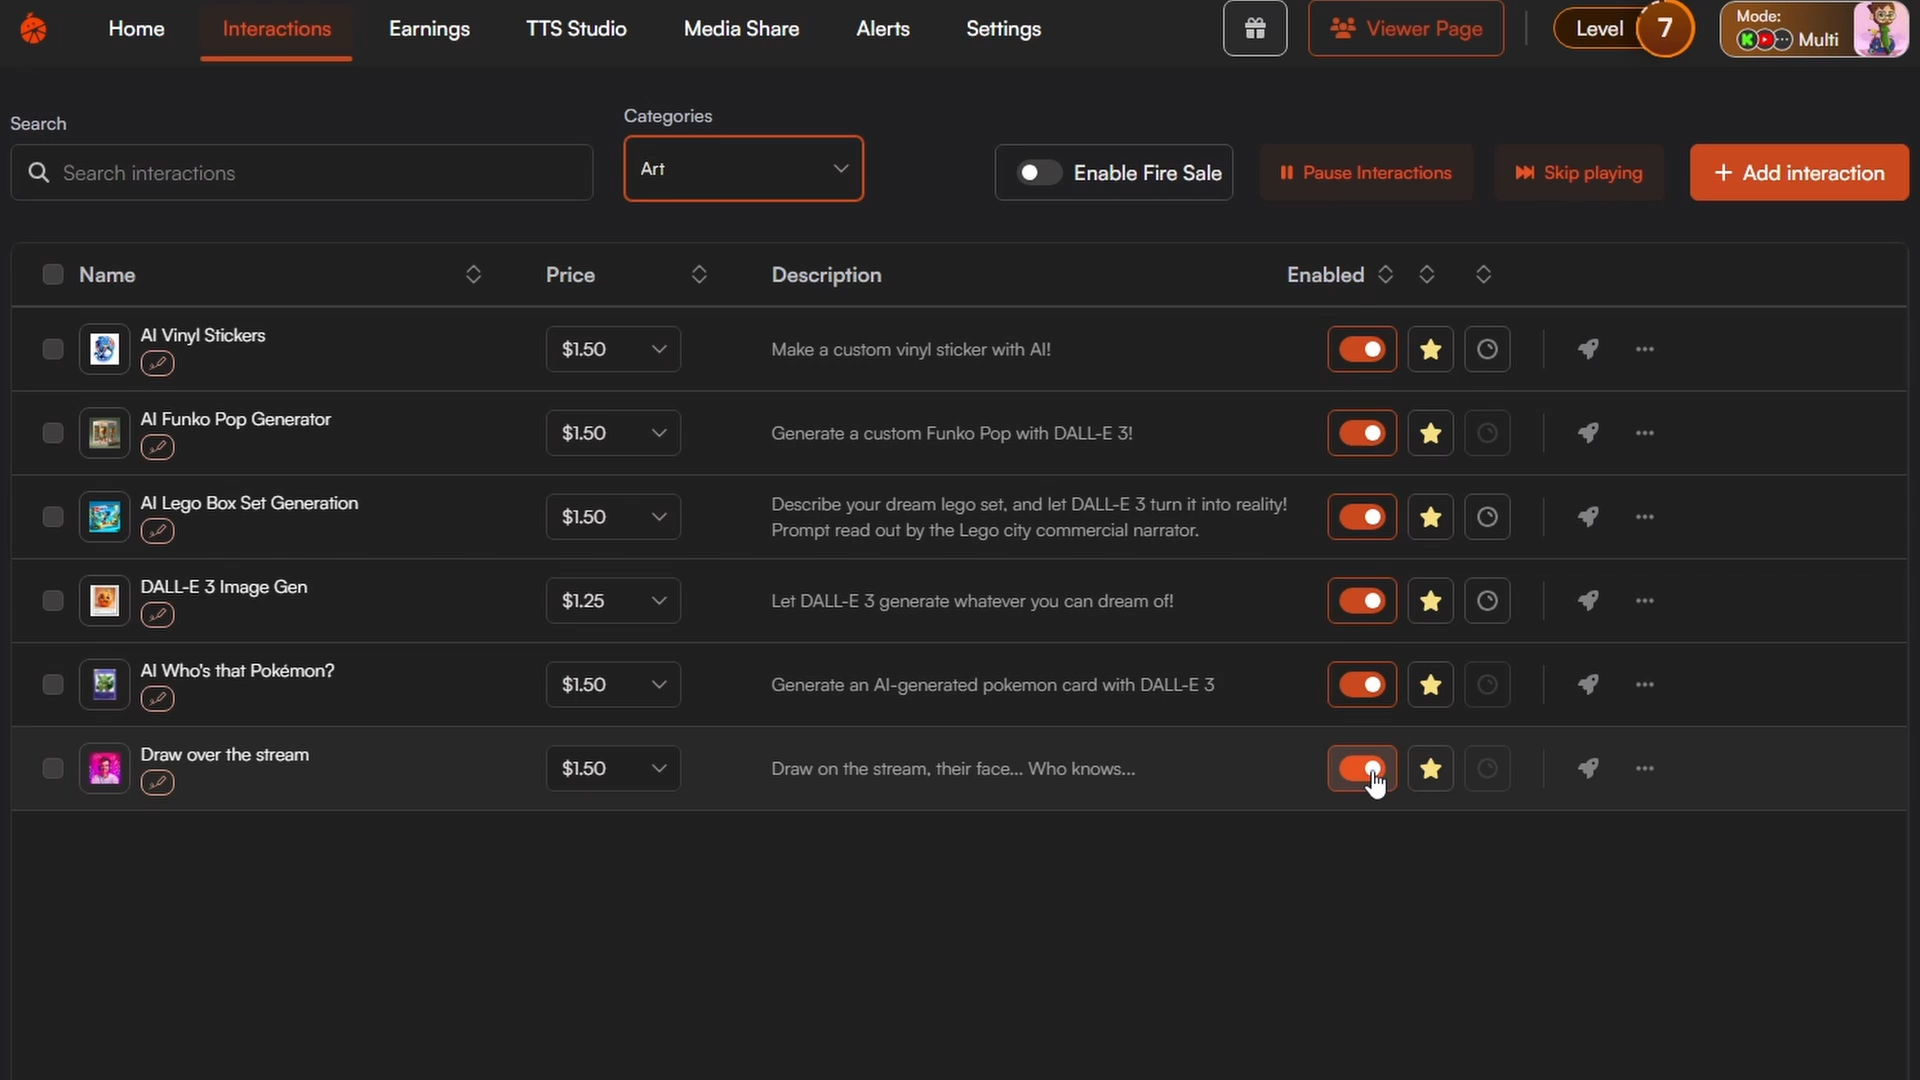 Home
Interactions
Earnings
TTS Studio
Media Share
Alerts
Settings
Viewer Page
Level 7
Mode:
Multi
Search
Search interactions
Categories
Art
Enable Fire Sale
Pause Interactions
Skip playing
+ Add interaction
Name
Price
Description
Enabled
AI Vinyl Stickers
$1.50
Make a custom vinyl sticker with AI!
AI Funko Pop Generator
$1.50
Generate a custom Funko Pop with DALL-E 3!
AI Lego Box Set Generation
$1.50
Describe your dream lego set, and let DALL-E 3 turn it into reality!
Prompt read out by the Lego city commercial narrator.
DALL-E 3 Image Gen
$1.25
Let DALL-E 3 generate whatever you can dream of!
AI Who's that Pokémon?
$1.50
Generate an AI-generated pokemon card with DALL-E 3
Draw over the stream
$1.50
Draw on the stream, their face... Who knows...